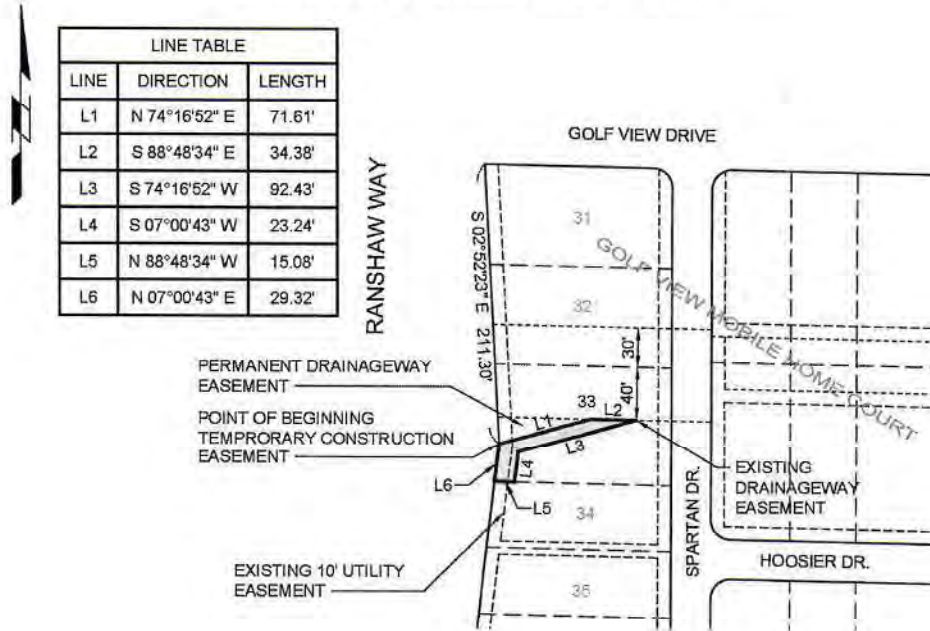 LINE TABLE
LINE DIRECTION LENGTH
L1 N 74°16'52" E 71.61'
L2 S 88°48'34" E 34.38'
L3 S 74°16'52" W 92.43'
L4 S 07°00'43" W 23.24'
L5 N 88°48'34" W 15.08'
L6 N 07°00'43" E 29.32'
GOLF VIEW DRIVE
RANSHAW WAY
S 02°52'23" E 211.30'
31
GOLF VIEW MOBILE HOME COURT
32
30'
40'
PERMANENT DRAINAGEWAY
EASEMENT
33
L2
L1
POINT OF BEGINNING
TEMPRORARY CONSTRUCTION
EASEMENT
L3
L4
L6
L5
34
EXISTING
DRAINAGEWAY
EASEMENT
SPARTAN DR.
HOOSIER DR.
EXISTING 10' UTILITY
EASEMENT
35